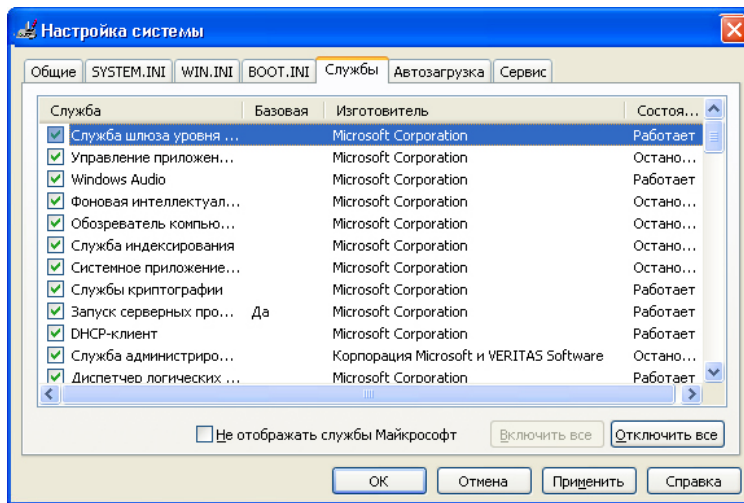 Настройка системы
Общие SYSTEM.INI WIN.INI BOOT.INI Службы Автозагрузка Сервис
Служба Базовая Изготовитель Состоя...
Служба шлюза уровня ... Microsoft Corporation Работает
Управление приложен... Microsoft Corporation Остано...
Windows Audio Microsoft Corporation Работает
Фоновая интеллектуал... Microsoft Corporation Остано...
Обозреватель компью... Microsoft Corporation Остано...
Служба индексирования Microsoft Corporation Остано...
Системное приложение... Microsoft Corporation Остано...
Службы криптографии Microsoft Corporation Работает
Запуск серверных про... Да Microsoft Corporation Работает
DHCP-клиент Microsoft Corporation Работает
Служба администриро... Корпорация Microsoft и VERITAS Software Остано...
Диспетчер логических ... Microsoft Corporation Работает
Не отображать службы Майкрософт Включить все Отключить все
OK Отмена Применить Справка